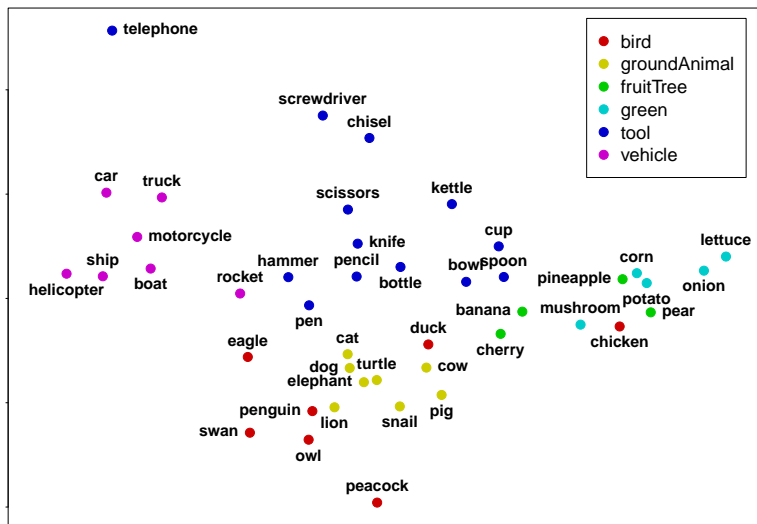 telephone
bird
groundAnimal
fruitTree
green
tool
vehicle
screwdriver
chisel
car
truck
scissors
kettle
motorcycle
knife
cup
lettuce
ship
hammer
pencil
bowl
spoon
corn
helicopter
boat
rocket
bottle
pineapple
onion
potato
pen
banana
mushroom
pear
eagle
cat
duck
cherry
chicken
dog
turtle
cow
elephant
penguin
lion
snail
pig
swan
owl
peacock